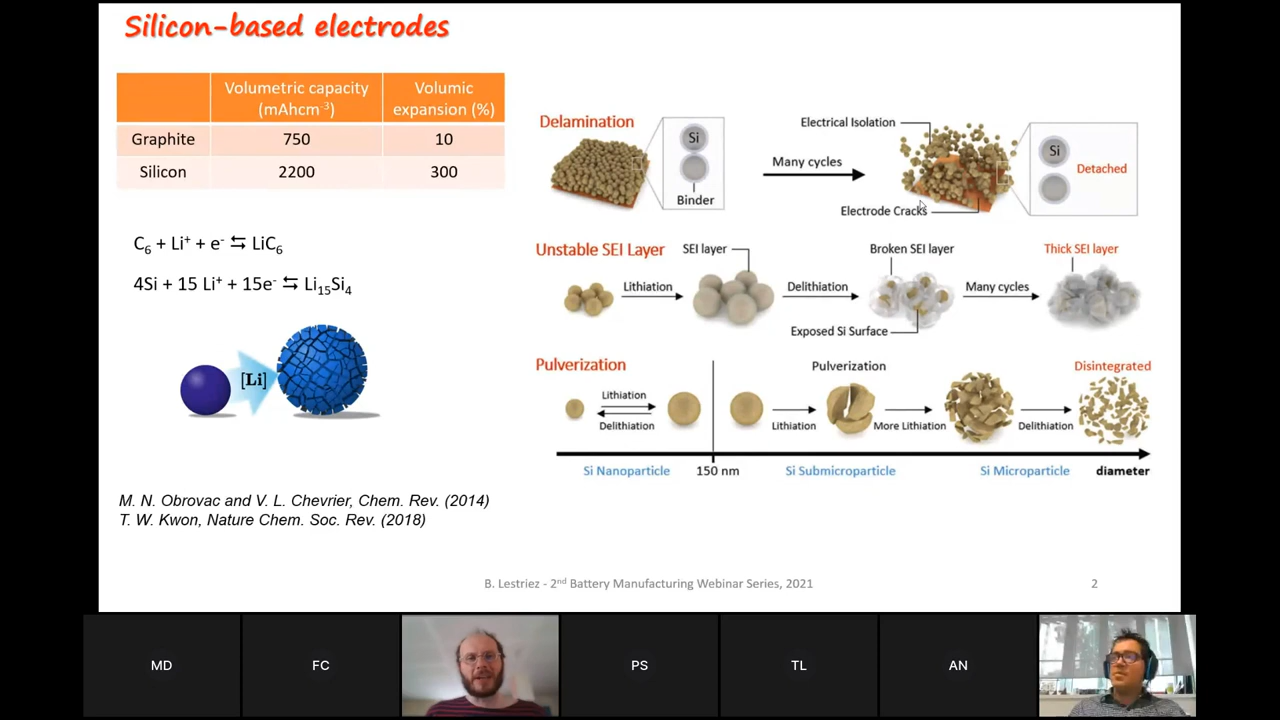 Silicon-based electrodes
Volumetric capacity Volumic
(mAhcm-3) expansion (%)
Graphite 750 10
Silicon 2200 300
C6 + Li+ + e- ⇆ LiC6
4Si + 15 Li+ + 15e- ⇆ Li15Si4
[Li]
M. N. Obrovac and V. L. Chevrier, Chem. Rev. (2014)
T. W. Kwon, Nature Chem. Soc. Rev. (2018)
Delamination
Si
Binder
Many cycles
Electrical Isolation
Electrode Cracks
Si
Detached
Unstable SEI Layer
SEI layer
Lithiation
Delithiation
Broken SEI layer
Exposed Si Surface
Many cycles
Thick SEI layer
Pulverization
Lithiation
Delithiation
Lithiation
Pulverization
More Lithiation
Delithiation
Disintegrated
Si Nanoparticle 150 nm Si Submicroparticle Si Microparticle diameter
B. Lestriez - 2nd Battery Manufacturing Webinar Series, 2021 2
MD FC PS TL AN